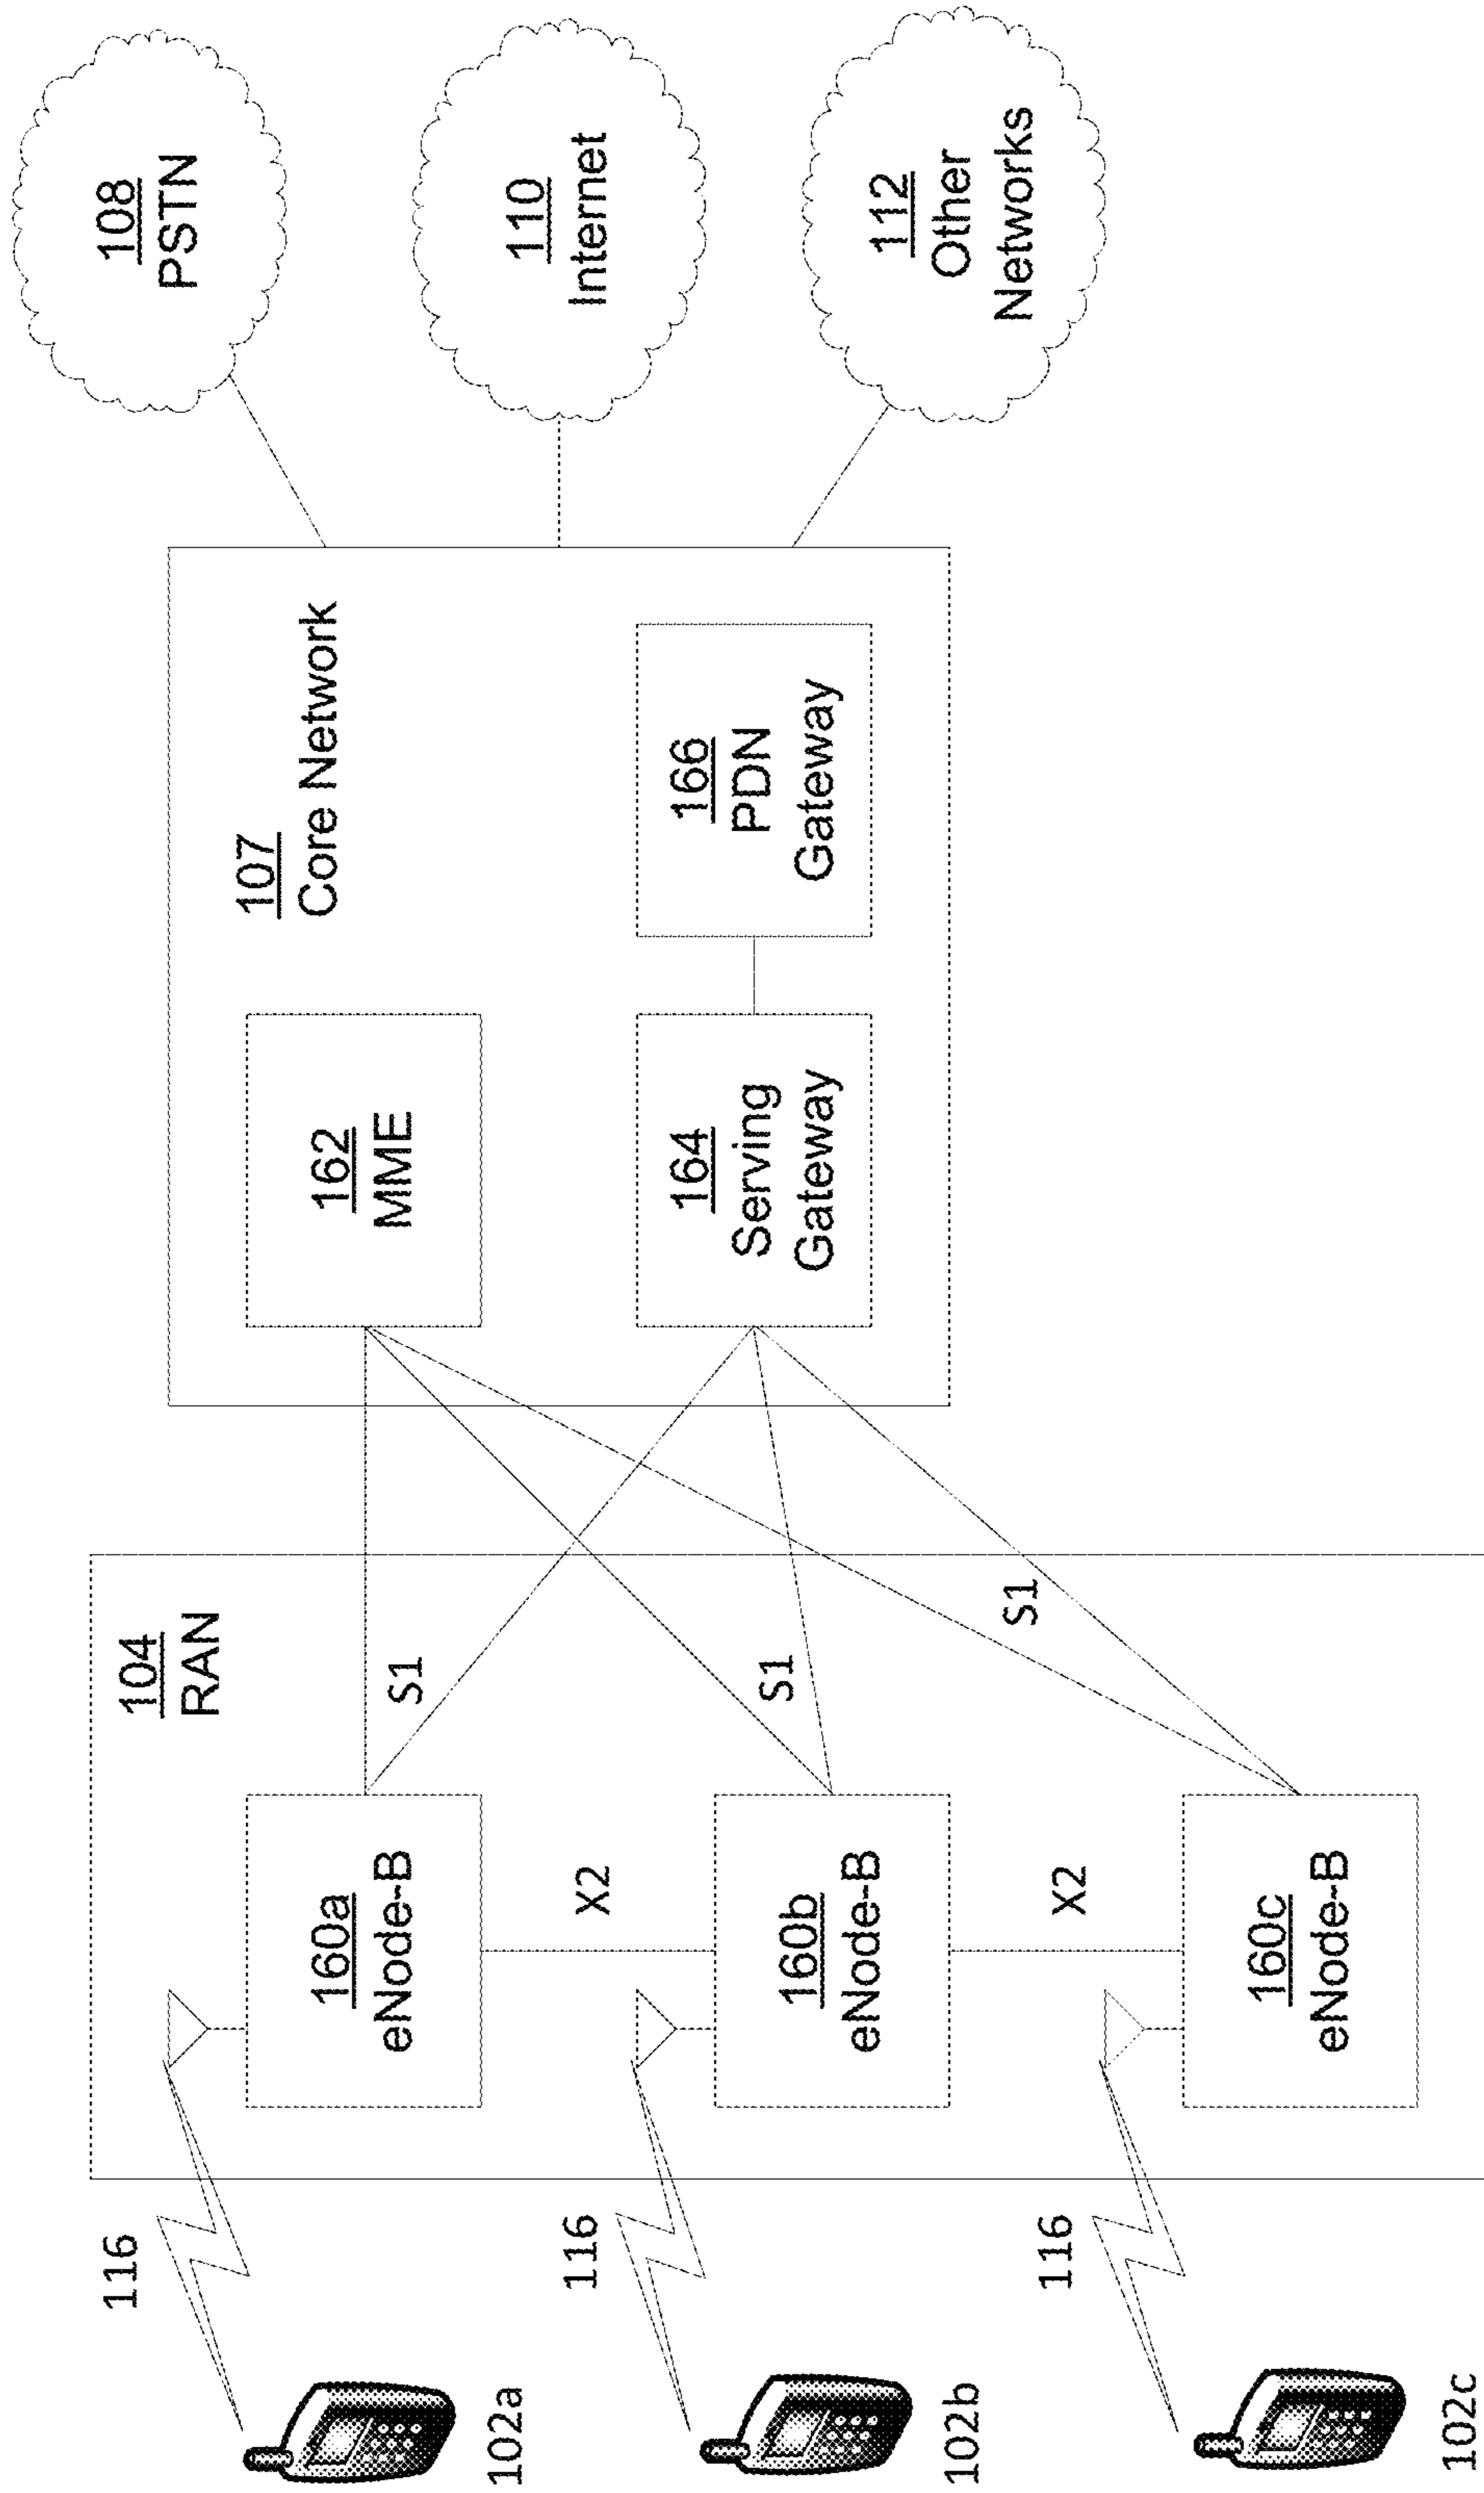 116
102a
104
RAN
160a
eNode-B
S1
X2
116
102b
160b
eNode-B
S1
X2
116
102c
160c
eNode-B
S1
107
Core Network
162
MME
164
Serving
Gateway
166
PDN
Gateway
108
PSTN
110
Internet
112
Other
Networks